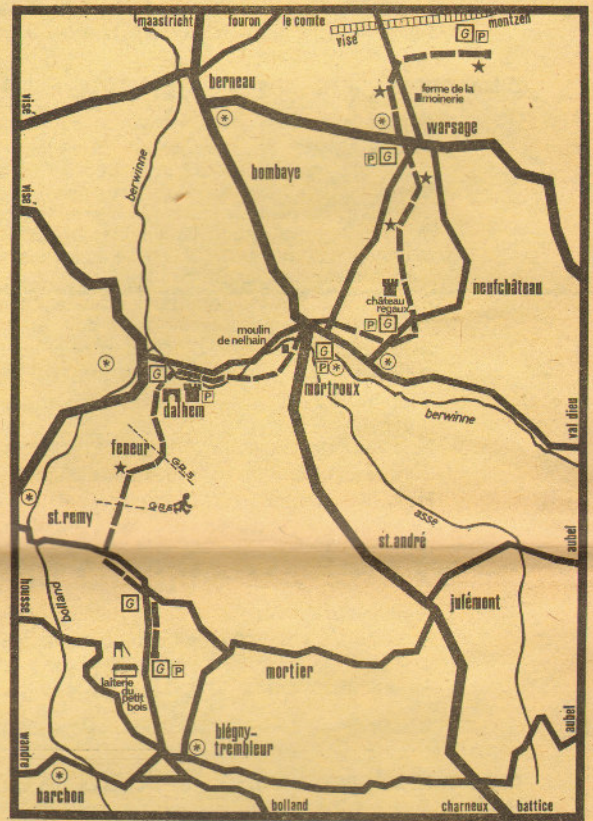 maastricht
fouron
le comte
visé
montzen
G
P
berneau
ferme de la
moinerie
visé
*
*
warsage
P G
bombaye
berwinne
visé
neufchâteau
château
regaux
moulin
de nelhain
P G
*
G
G
P *
*
P
dalhem
mortroux
berwinne
val dieu
feneur
GR.5
*
G.R.5
st. remy
asse
st. andré
aubel
housse
bolland
julémont
G
laiterie
du
petit
bois
G P
mortier
aubel
wandre
blégny-
trembleur
*
*
barchon
bolland
charneux
battice